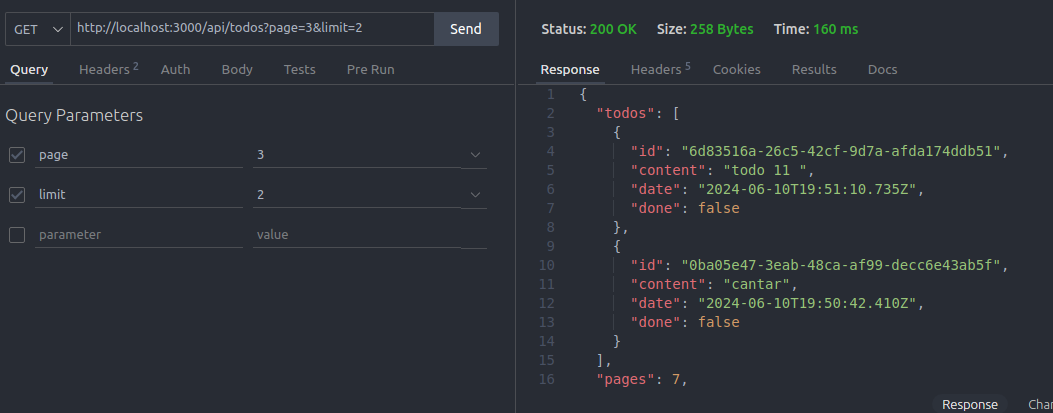 GET http://localhost:3000/api/todos?page=3&limit=2 Send
Query Headers 2 Auth Body Tests Pre Run
Query Parameters
page 3
limit 2
parameter value
Status: 200 OK Size: 258 Bytes Time: 160 ms
Response Headers 5 Cookies Results Docs
1 {
2 "todos": [
3 {
4 "id": "6d83516a-26c5-42cf-9d7a-afda174ddb51",
5 "content": "todo 11 ",
6 "date": "2024-06-10T19:51:10.735Z",
7 "done": false
8 },
9 {
10 "id": "0ba05e47-3eab-48ca-af99-decc6e43ab5f",
11 "content": "cantar",
12 "date": "2024-06-10T19:50:42.410Z",
13 "done": false
14 }
15 ],
16 "pages": 7,
Response Char